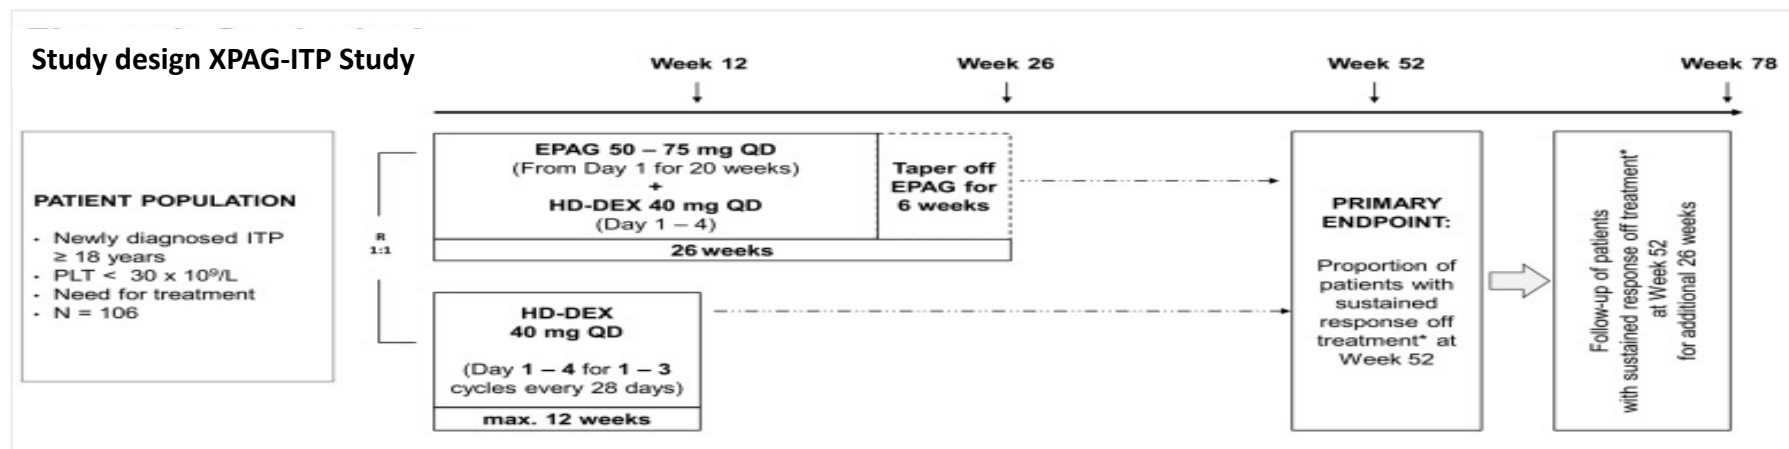 Study design XPAG-ITP Study
Week 12
Week 26
Week 52
Week 78
PATIENT POPULATION
· Newly diagnosed ITP
≥ 18 years
· PLT < 30 x 10⁹/L
· Need for treatment
· N = 106
R
1:1
EPAG 50 – 75 mg QD
(From Day 1 for 20 weeks)
+
HD-DEX 40 mg QD
(Day 1 – 4)
Taper off
EPAG for
6 weeks
26 weeks
HD-DEX
40 mg QD
(Day 1 – 4 for 1 – 3
cycles every 28 days)
max. 12 weeks
PRIMARY
ENDPOINT:
Proportion of
patients with
sustained
response off
treatment* at
Week 52
Follow-up of patients
with sustained response off treatment*
at Week 52
for additional 26 weeks